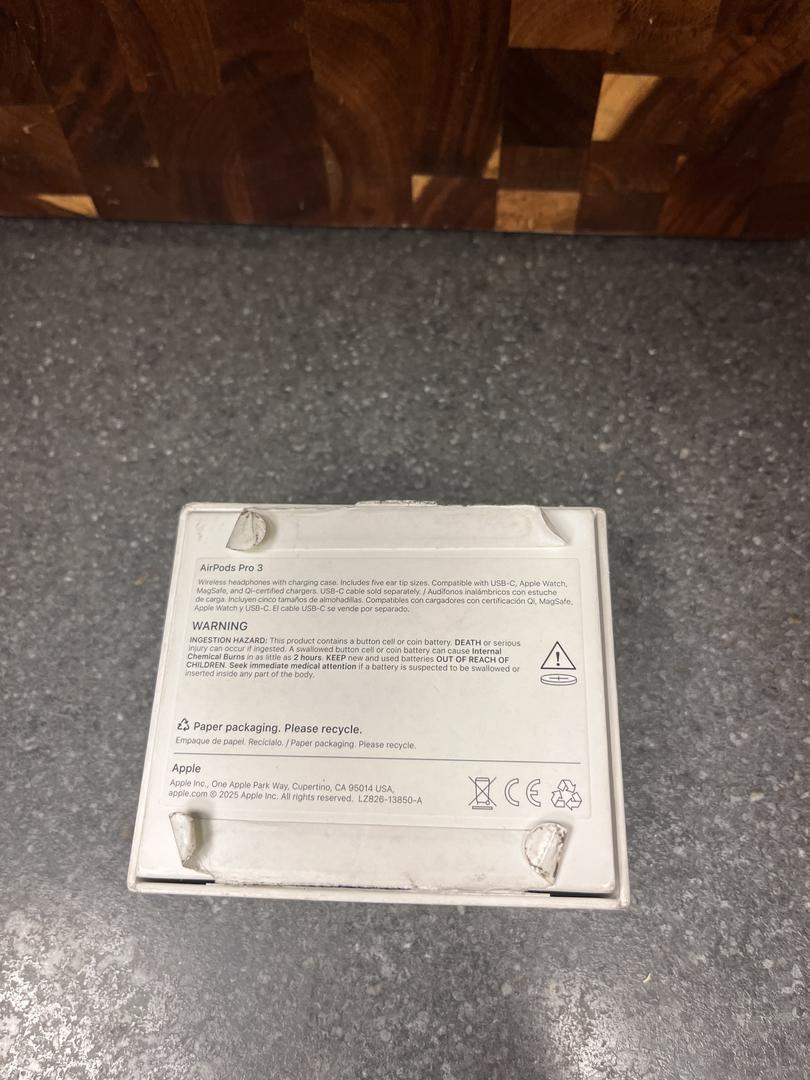 AirPods Pro 3
Wireless headphones with charging case. Includes five ear tip sizes. Compatible with USB-C, Apple Watch,
MagSafe, and Qi-certified chargers. USB-C cable sold separately. / Audífonos inalámbricos con estuche
de carga. Incluyen cinco tamaños de almohadillas. Compatibles con cargadores con certificación Qi, MagSafe,
Apple Watch y USB-C. El cable USB-C se vende por separado.
WARNING
INGESTION HAZARD: This product contains a button cell or coin battery. DEATH or serious
injury can occur if ingested. A swallowed button cell or coin battery can cause Internal
Chemical Burns in as little as 2 hours. KEEP new and used batteries OUT OF REACH OF
CHILDREN. Seek immediate medical attention if a battery is suspected to be swallowed or
inserted inside any part of the body.
Paper packaging. Please recycle.
Empaque de papel. Recíclalo. / Paper packaging. Please recycle.
Apple
Apple Inc., One Apple Park Way, Cupertino, CA 95014 USA,
apple.com © 2025 Apple Inc. All rights reserved. LZ826-13850-A
CE